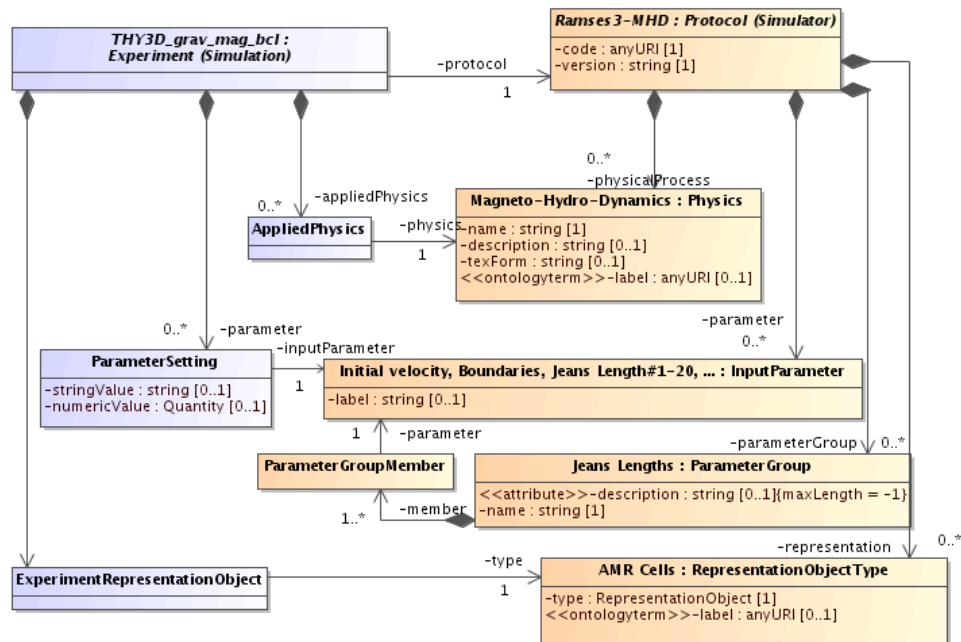 THY3D_grav_mag_bcl :
Experiment (Simulation)
Ramses3-MHD : Protocol (Simulator)
-code : anyURI [1]
-version : string [1]
-protocol
1
0..*
-physicalProcess
-appliedPhysics
0..*
AppliedPhysics
-physics
1
Magneto-Hydro-Dynamics : Physics
-name : string [1]
-description : string [0..1]
-texForm : string [0..1]
<<ontologyterm>>-label : anyURI [0..1]
0..*
-parameter
-parameter
0..*
ParameterSetting
-stringValue : string [0..1]
-numericValue : Quantity [0..1]
-inputParameter
1
Initial velocity, Boundaries, Jeans Length#1-20, ... : InputParameter
-label : string [0..1]
1
-parameter
ParameterGroupMember
-parameterGroup
0..*
Jeans Lengths : ParameterGroup
<<attribute>>-description : string [0..1]{maxLength = -1}
-name : string [1]
1..*
-member
-representation
0..*
ExperimentRepresentationObject
-type
1
AMR Cells : RepresentationObjectType
-type : RepresentationObject [1]
<<ontologyterm>>-label : anyURI [0..1]